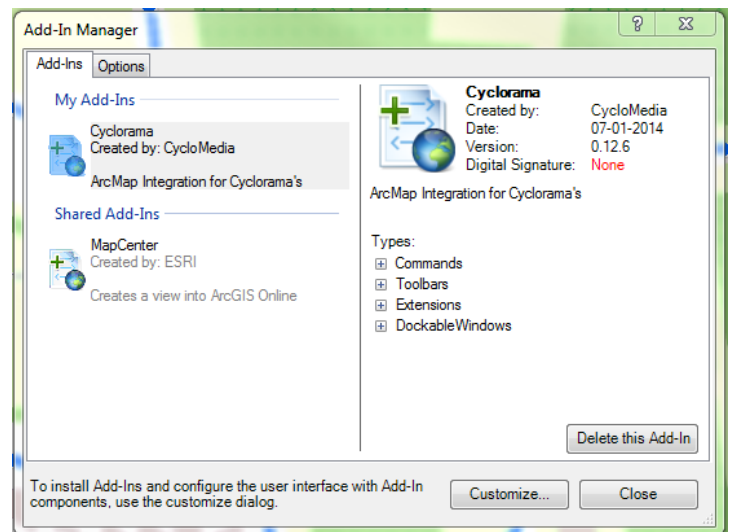 Add-In Manager
Add-Ins
Options
My Add-Ins
Cyclorama
Created by: CycloMedia
ArcMap Integration for Cyclorama's
Shared Add-Ins
MapCenter
Created by: ESRI
Creates a view into ArcGIS Online
Cyclorama
Created by: CycloMedia
Date: 07-01-2014
Version: 0.12.6
Digital Signature: None
ArcMap Integration for Cyclorama's
Types:
Commands
Toolbars
Extensions
DockableWindows
Delete this Add-In
To install Add-Ins and configure the user interface with Add-In
components, use the customize dialog.
Customize...
Close